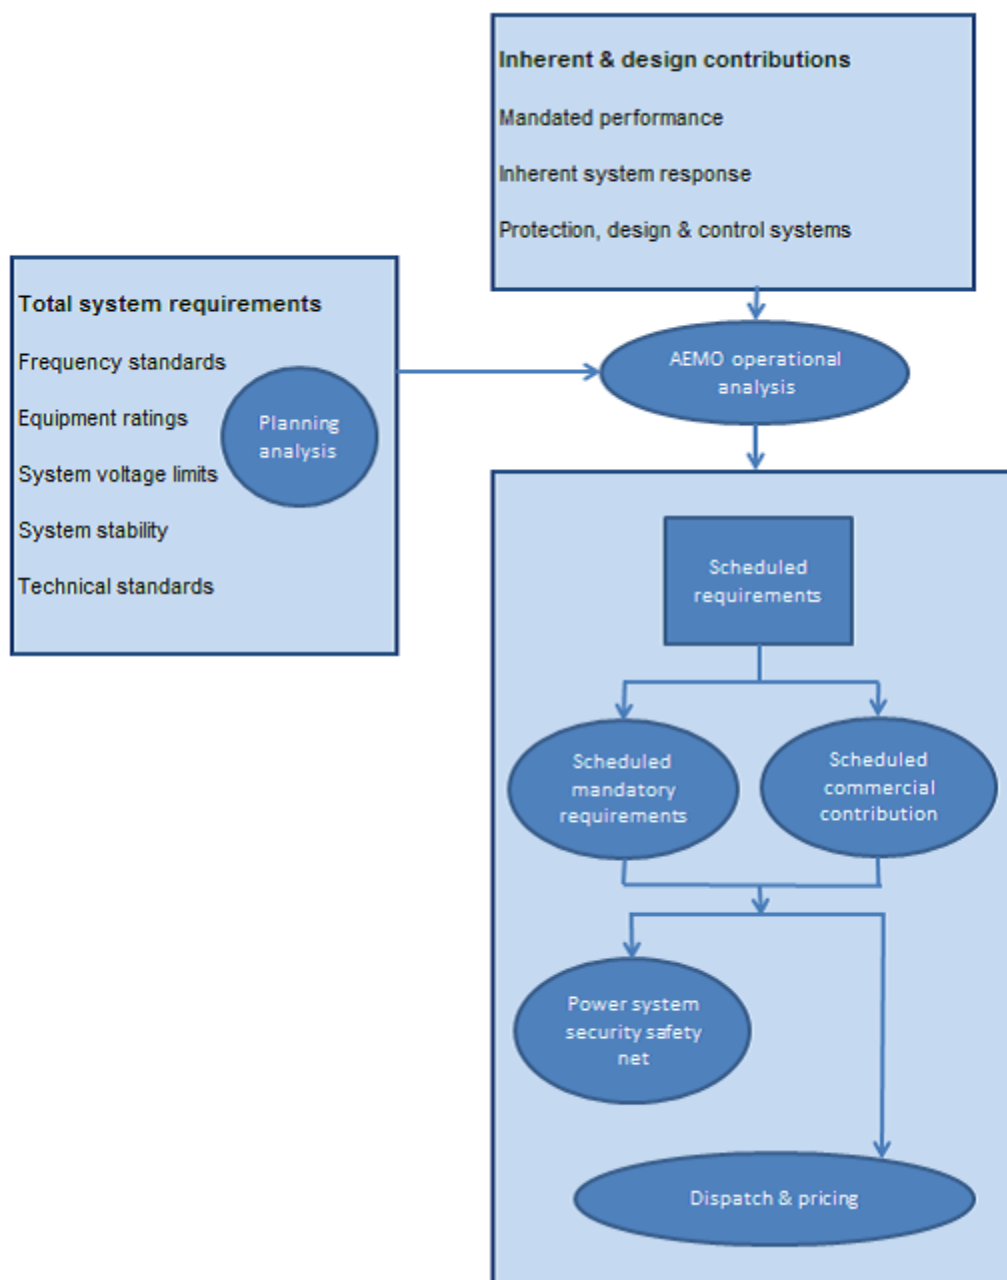 Inherent & design contributions
Mandated performance
Inherent system response
Protection, design & control systems
Total system requirements
Frequency standards
Equipment ratings
System voltage limits
System stability
Technical standards
Planning
analysis
AEMO operational
analysis
Scheduled
requirements
Scheduled
mandatory
requirements
Scheduled
commercial
contribution
Power system
security safety
net
Dispatch & pricing